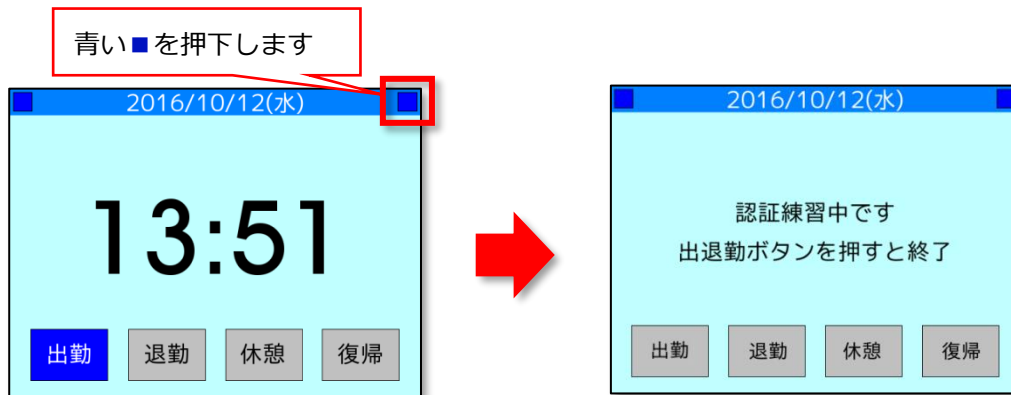 青い■を押下します
2016/10/12(水)
13:51
出勤 退勤 休憩 復帰
2016/10/12(水)
認証練習中です
出退勤ボタンを押すと終了
出勤 退勤 休憩 復帰